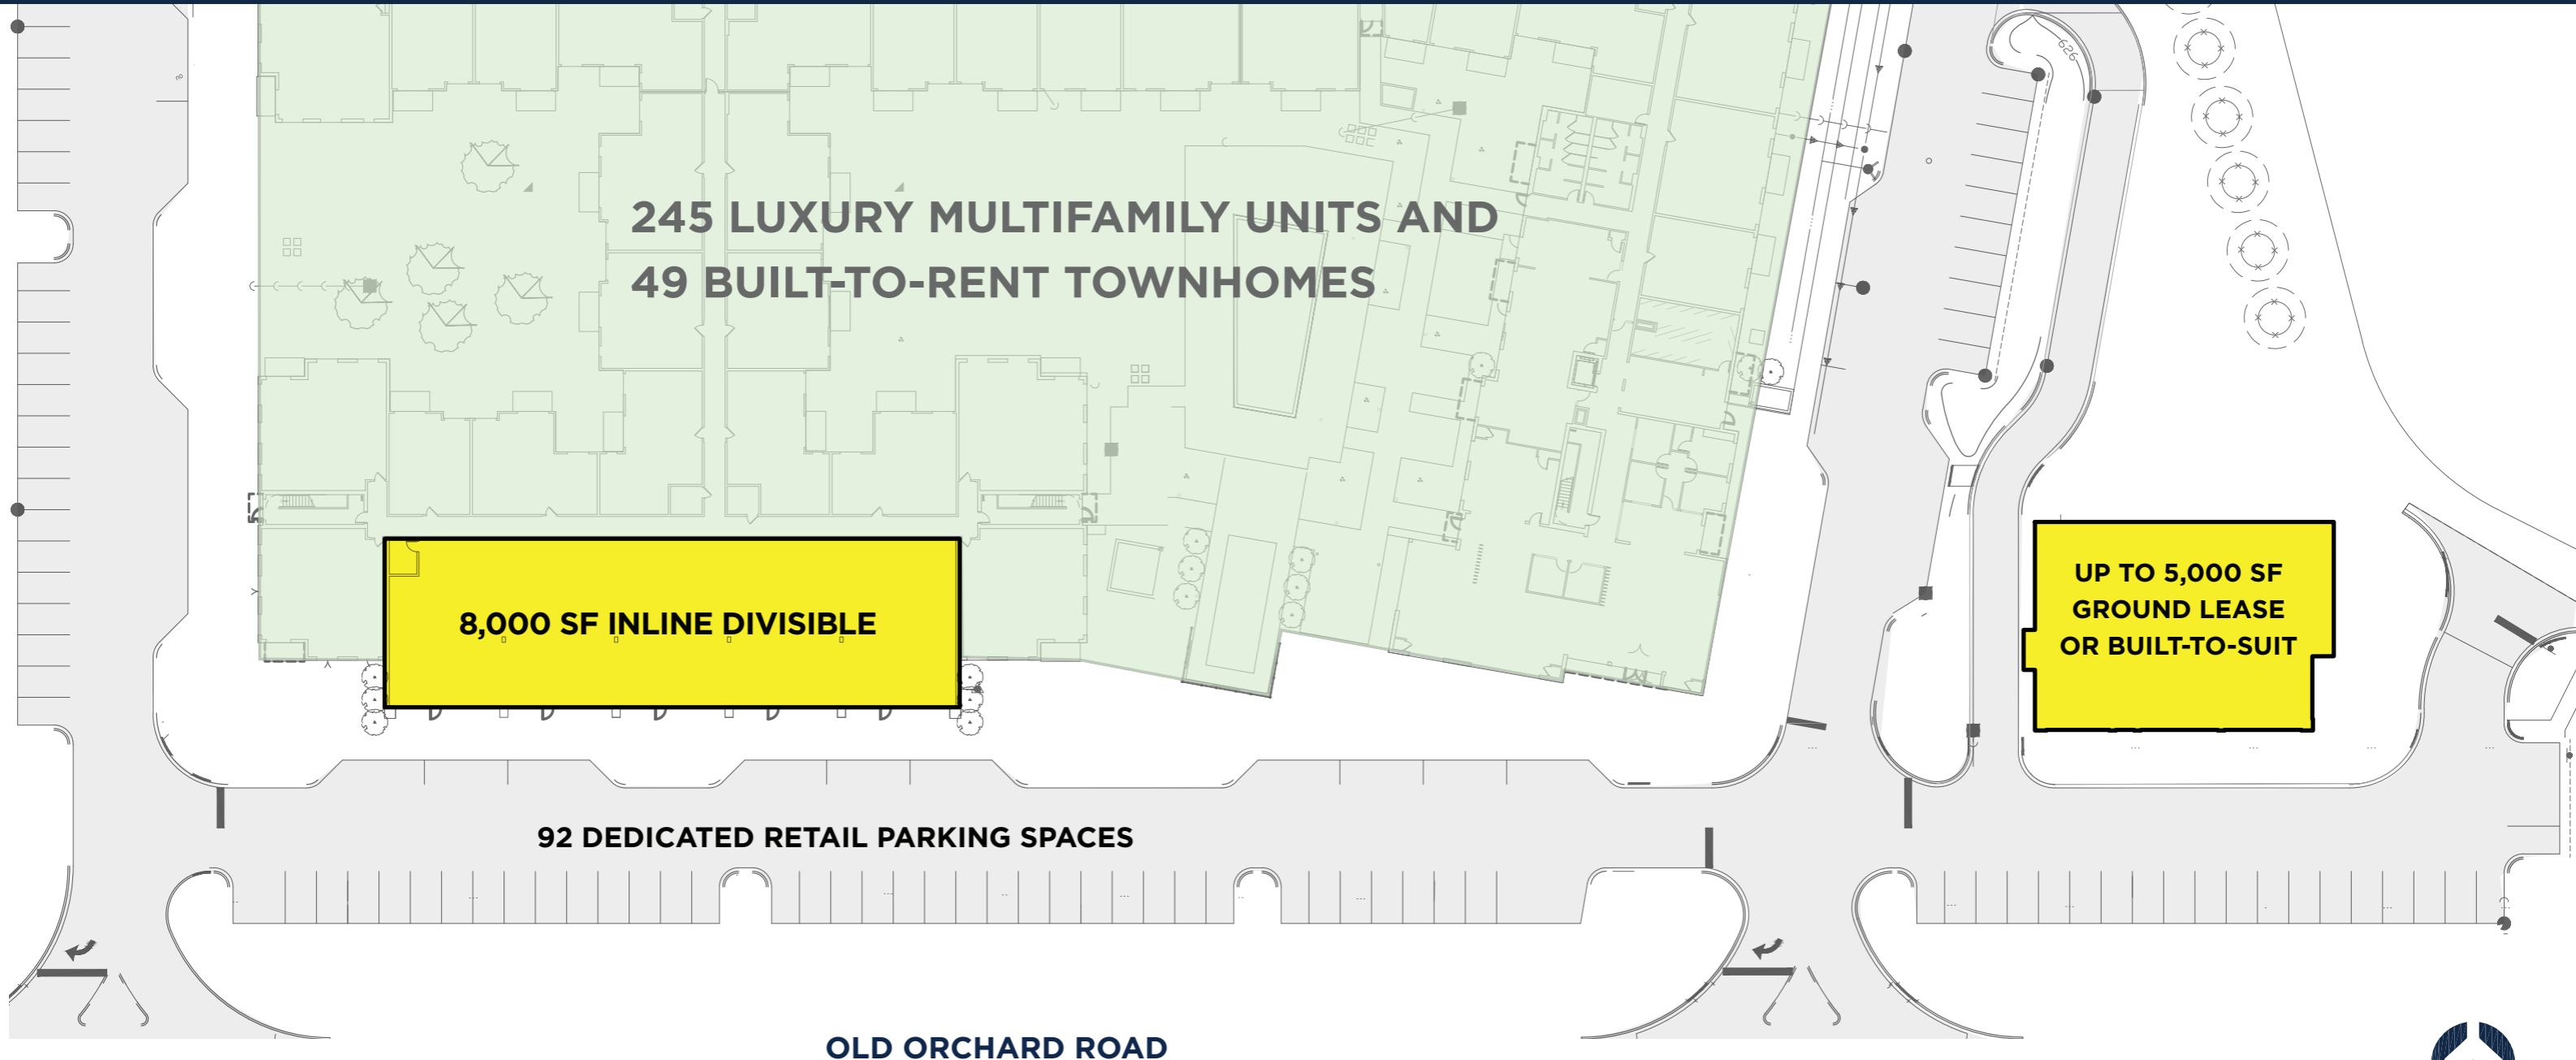 626
245 LUXURY MULTIFAMILY UNITS AND
49 BUILT-TO-RENT TOWNHOMES
8,000 SF INLINE DIVISIBLE
UP TO 5,000 SF
GROUND LEASE
OR BUILT-TO-SUIT
92 DEDICATED RETAIL PARKING SPACES
OLD ORCHARD ROAD